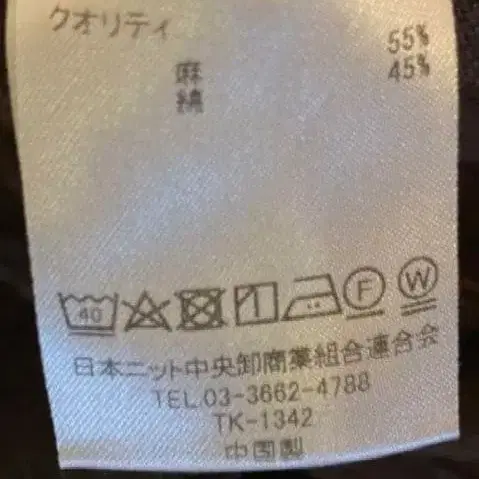 クオリティ
麻 55%
綿 45%
40 F W
日本ニット中央卸商業組合連合会
TEL 03-3662-4788
TK-1342
中国製